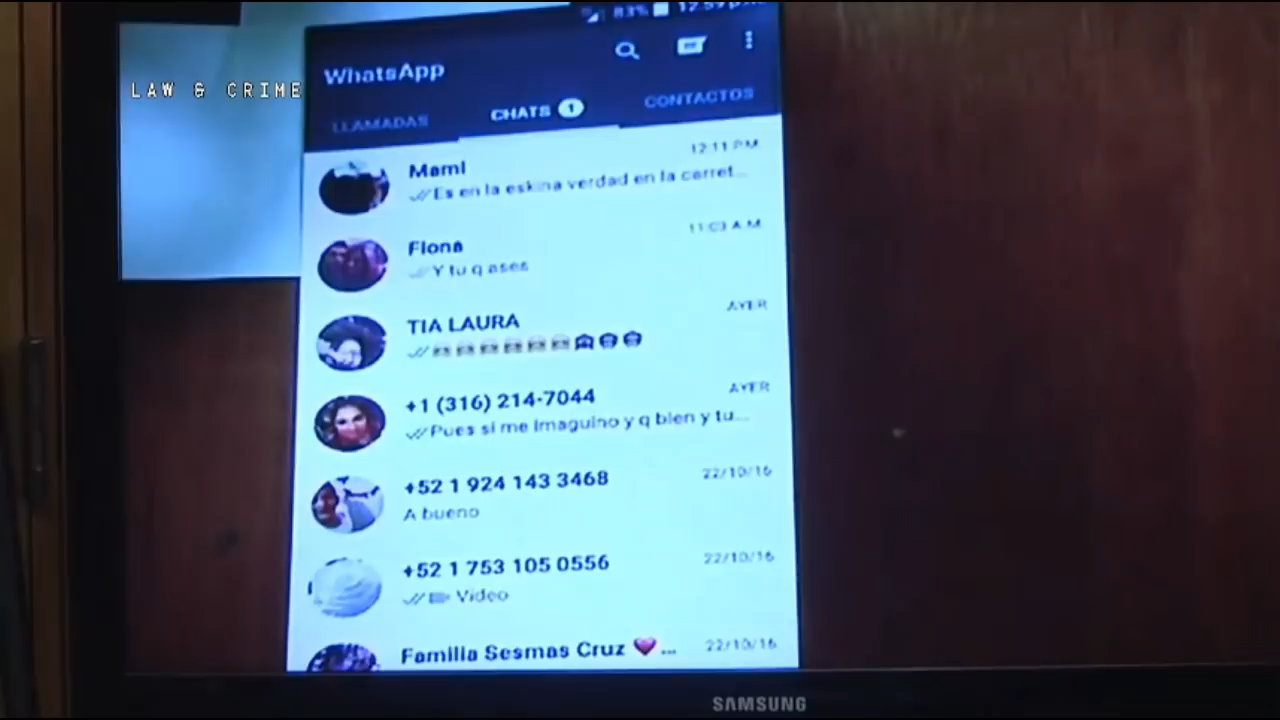 83% 12:59 p.m.
LAW & CRIME
WhatsApp
LLAMADAS CHATS 1 CONTACTOS
Mami 12:11 P.M.
Es en la eskina verdad en la carret...
Fiona 11:03 A.M.
Y tu q ases
TIA LAURA AYER
+1 (316) 214-7044 AYER
Pues si me imaguino y q bien y tu...
+52 1 924 143 3468 22/10/16
A bueno
+52 1 753 105 0556 22/10/16
Video
Familia Sesmas Cruz ❤... 22/10/16
SAMSUNG